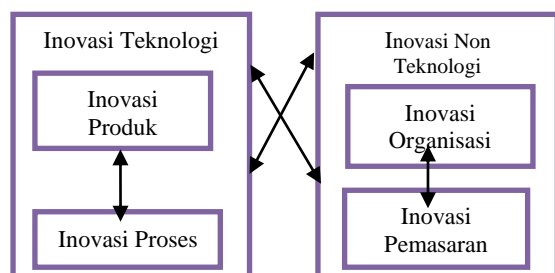 Inovasi Teknologi
Inovasi
Produk
Inovasi Proses
Inovasi Non
Teknologi
Inovasi
Organisasi
Inovasi
Pemasaran